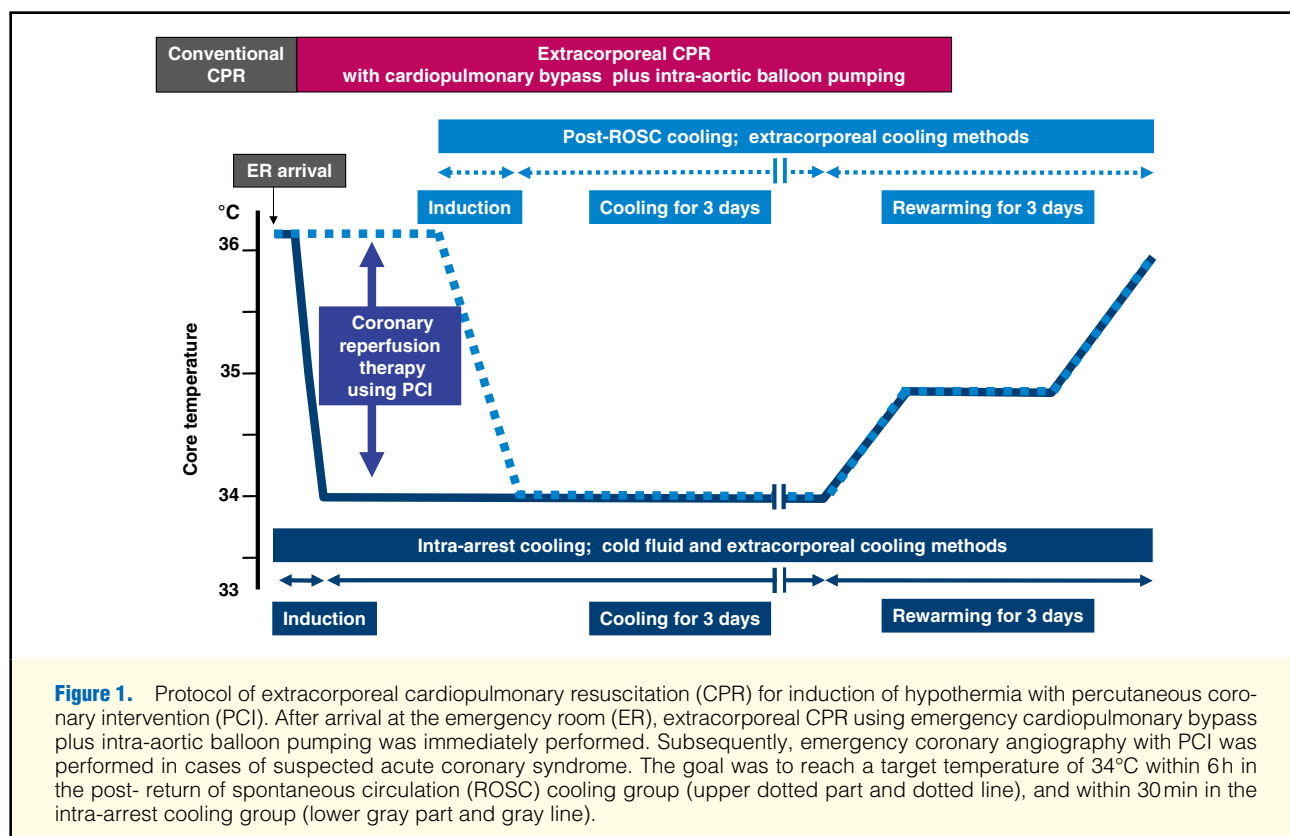 Conventional
CPR
Extracorporeal CPR
with cardiopulmonary bypass plus intra-aortic balloon pumping
Post-ROSC cooling; extracorporeal cooling methods
ER arrival
Induction
Cooling for 3 days
Rewarming for 3 days
°C
36
35
34
33
Core temperature
Coronary
reperfusion
therapy
using PCI
Intra-arrest cooling; cold fluid and extracorporeal cooling methods
Induction
Cooling for 3 days
Rewarming for 3 days
Figure 1. Protocol of extracorporeal cardiopulmonary resuscitation (CPR) for induction of hypothermia with percutaneous coro-
nary intervention (PCI). After arrival at the emergency room (ER), extracorporeal CPR using emergency cardiopulmonary bypass
plus intra-aortic balloon pumping was immediately performed. Subsequently, emergency coronary angiography with PCI was
performed in cases of suspected acute coronary syndrome. The goal was to reach a target temperature of 34°C within 6h in
the post- return of spontaneous circulation (ROSC) cooling group (upper dotted part and dotted line), and within 30min in the
intra-arrest cooling group (lower gray part and gray line).